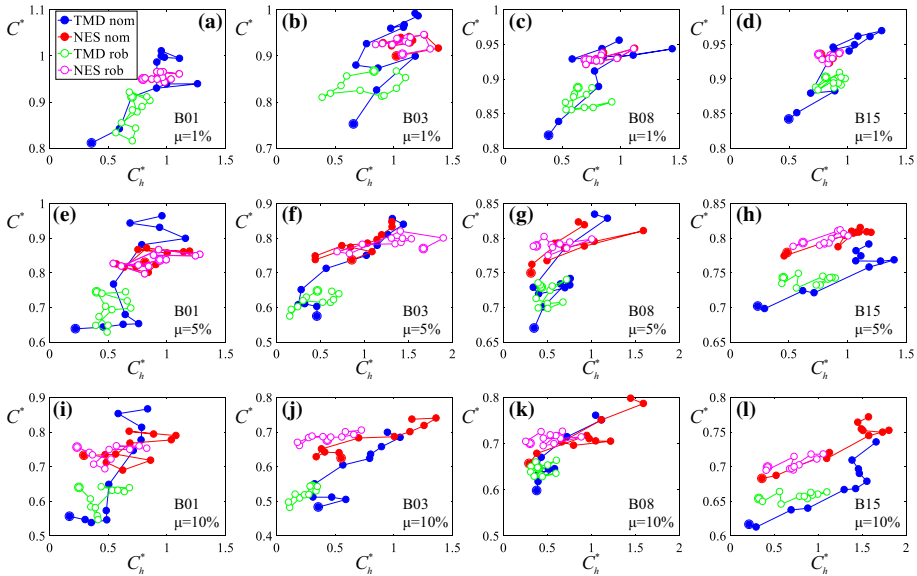 C*
(a)
1.1
1
0.9
0.8
TMD nom
NES nom
TMD rob
NES rob
B01
μ=1%
0 0.5 1 1.5
C*h
C*
(b)
1
0.9
0.8
0.7
B03
μ=1%
0 0.5 1 1.5
C*h
C*
(c)
1
0.95
0.9
0.85
0.8
B08
μ=1%
0 0.5 1 1.5
C*h
C*
(d)
1
0.95
0.9
0.85
0.8
B15
μ=1%
0 0.5 1 1.5
C*h
C*
(e)
1
0.9
0.8
0.7
0.6
B01
μ=5%
0 0.5 1 1.5
C*h
C*
(f)
0.9
0.8
0.7
0.6
0.5
B03
μ=5%
0 0.5 1 1.5 2
C*h
C*
(g)
0.85
0.8
0.75
0.7
0.65
B08
μ=5%
0 0.5 1 1.5 2
C*h
C*
(h)
0.85
0.8
0.75
0.7
0.65
B15
μ=5%
0 0.5 1 1.5
C*h
C*
(i)
0.9
0.8
0.7
0.6
0.5
B01
μ=10%
0 0.5 1 1.5
C*h
C*
(j)
0.8
0.7
0.6
0.5
0.4
B03
μ=10%
0 0.5 1 1.5
C*h
C*
(k)
0.8
0.7
0.6
0.5
B08
μ=10%
0 0.5 1 1.5 2
C*h
C*
(l)
0.8
0.75
0.7
0.65
0.6
B15
μ=10%
0 0.5 1 1.5 2
C*h